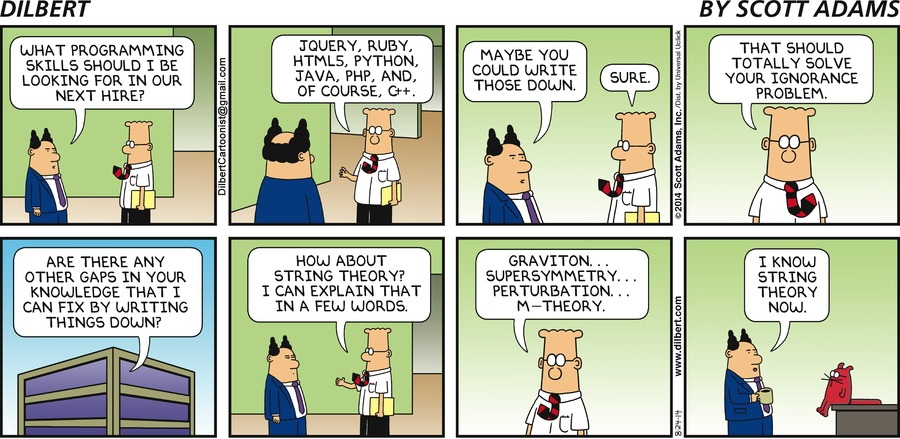 DILBERT
BY SCOTT ADAMS
WHAT PROGRAMMING
SKILLS SHOULD I BE
LOOKING FOR IN OUR
NEXT HIRE?
DilbertCartoonist@gmail.com
JQUERY, RUBY,
HTML5, PYTHON,
JAVA, PHP, AND,
OF COURSE, C++.
MAYBE YOU
COULD WRITE
THOSE DOWN.
SURE.
©2014 Scott Adams, Inc. /Dist. by Universal Uclick
THAT SHOULD
TOTALLY SOLVE
YOUR IGNORANCE
PROBLEM.
ARE THERE ANY
OTHER GAPS IN YOUR
KNOWLEDGE THAT I
CAN FIX BY WRITING
THINGS DOWN?
HOW ABOUT
STRING THEORY?
I CAN EXPLAIN THAT
IN A FEW WORDS.
GRAVITON...
SUPERSYMMETRY...
PERTURBATION...
M-THEORY.
8-24-14 www.dilbert.com
I KNOW
STRING
THEORY
NOW.